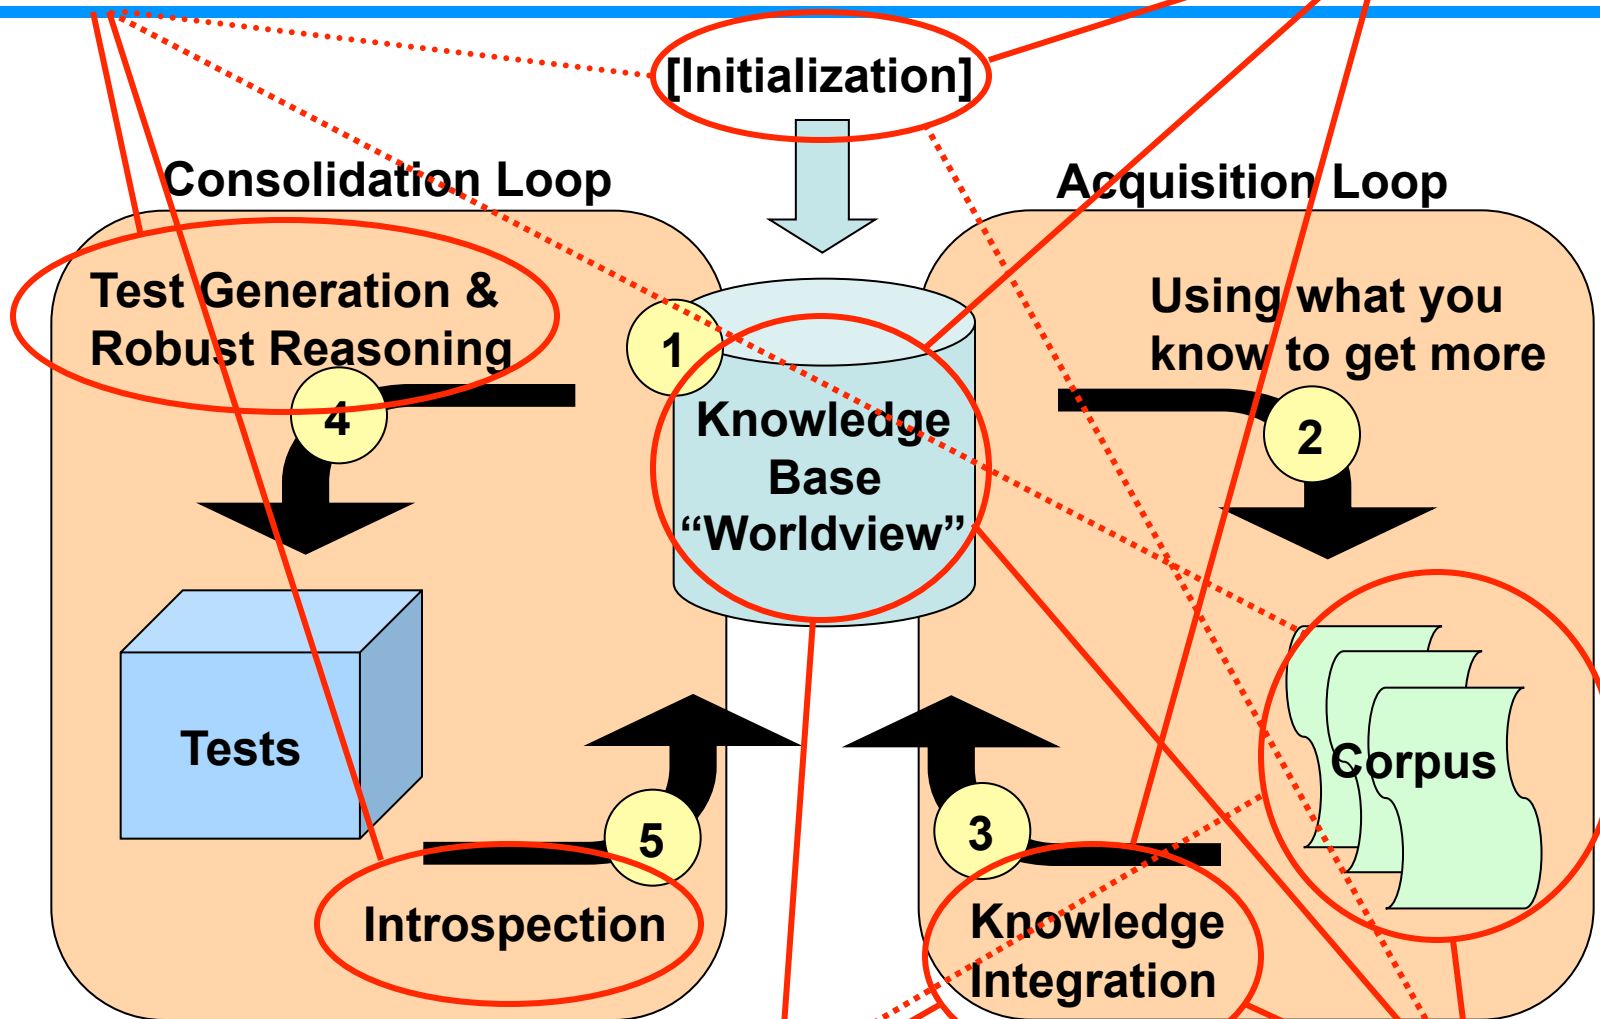 [Initialization]
Consolidation Loop
Acquisition Loop
Test Generation &
Robust Reasoning
Using what you
know to get more
1
4
2
Knowledge
Base
“Worldview”
Tests
Corpus
5
3
Introspection
Knowledge
Integration